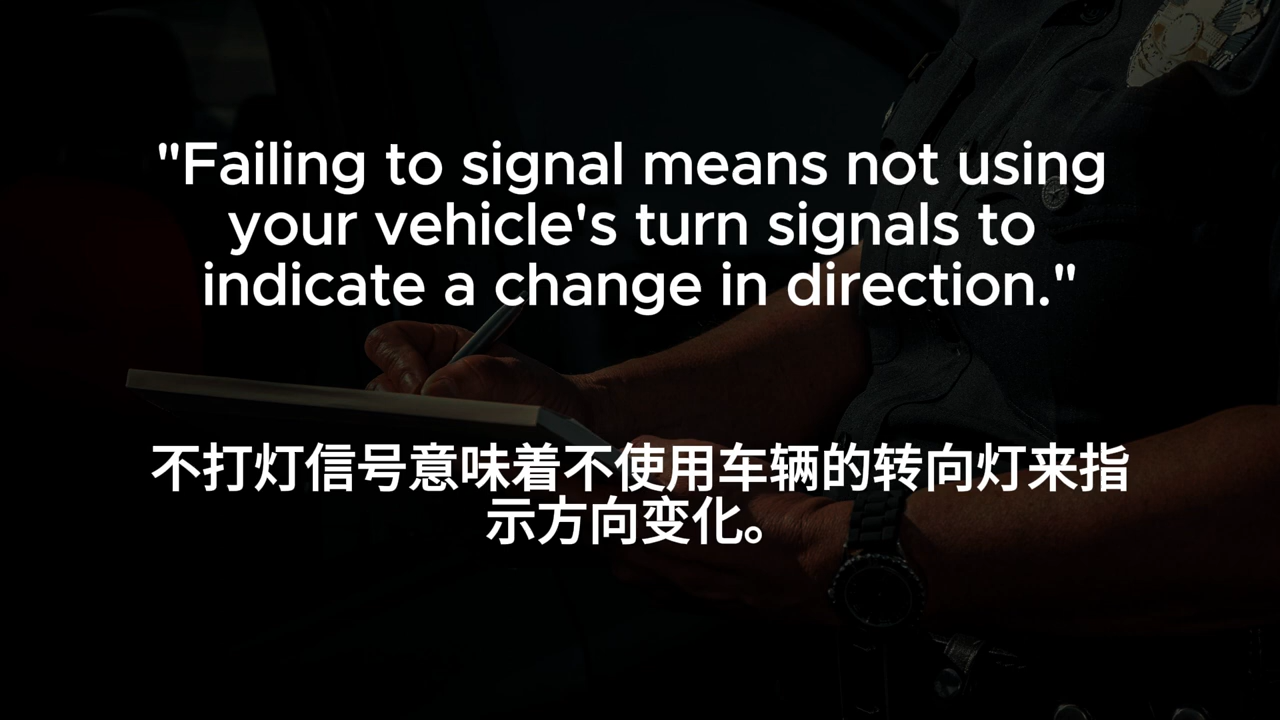 "Failing to signal means not using
your vehicle's turn signals to
indicate a change in direction."
不打灯信号意味着不使用车辆的转向灯来指
示方向变化。